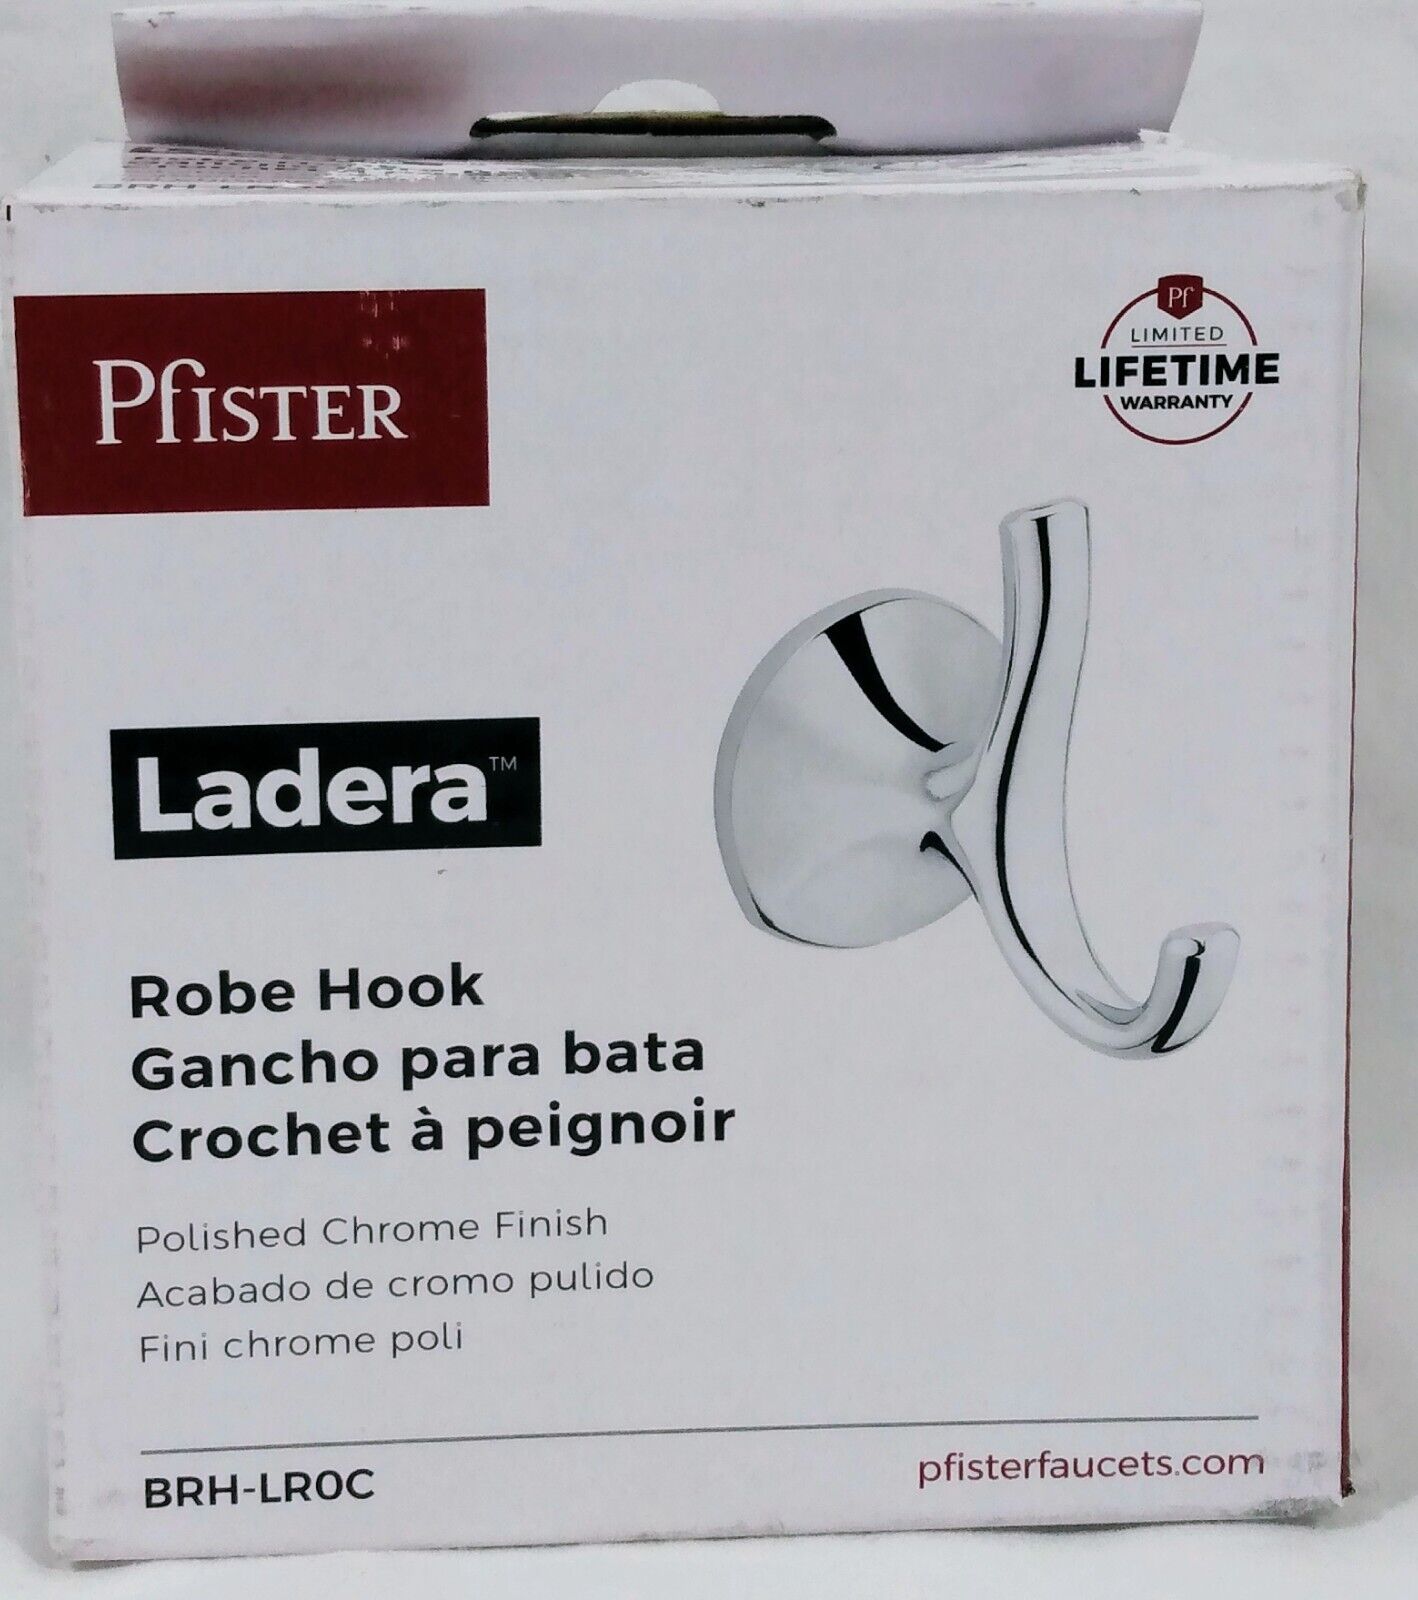 Pfister
Pf
LIMITED
LIFETIME
WARRANTY
Ladera™
Robe Hook
Gancho para bata
Crochet à peignoir
Polished Chrome Finish
Acabado de cromo pulido
Fini chrome poli
BRH-LR0C
pfisterfaucets.com